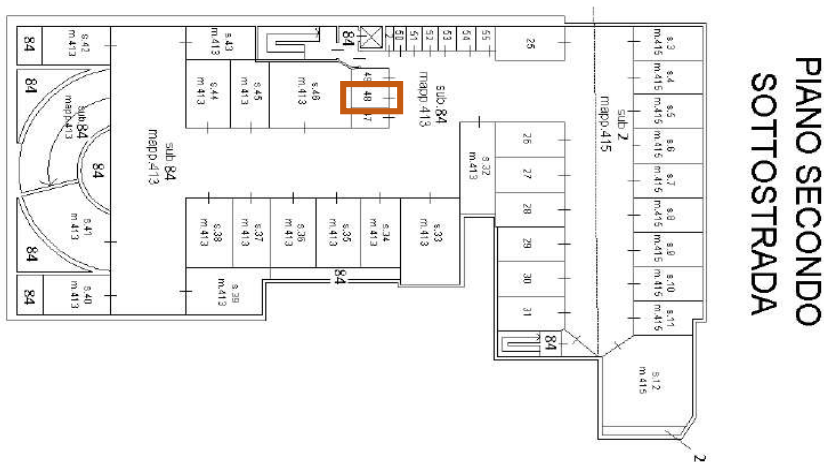 PIANO SECONDO
SOTTOSTRADA
84
s.42
m.413
s.43
m.413
84
50
51
52
53
54
55
25
s.3
m.415
s.4
m.415
s.5
m.415
s.6
m.415
s.7
m.415
s.8
m.415
s.9
m.415
s.10
m.415
s.11
m.415
s.12
m.415
2
sub 2
mapp.415
84
sub.84
mapp.413
84
s.41
m.413
84
84
s.40
m.413
sub 84
mapp.413
s.44
m.413
s.45
m.413
s.46
m.413
49
48
47
sub.84
mapp.413
s.32
m.413
26
27
28
29
30
31
84
s.38
m.413
s.37
m.413
s.36
m.413
s.35
m.413
s.34
m.413
s.33
m.413
s.39
m.413
84